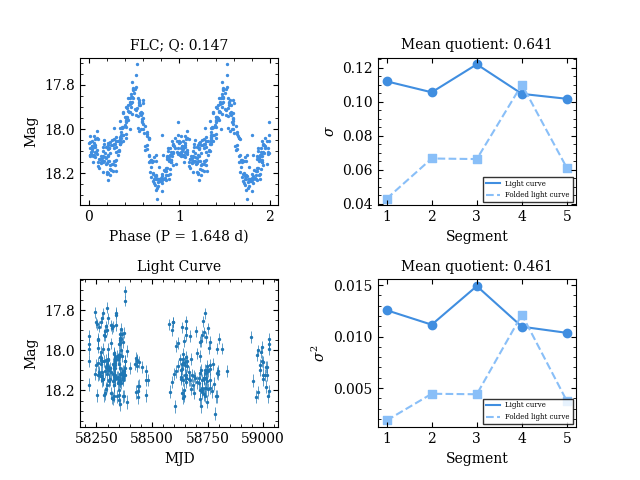 FLC; Q: 0.147
Mag
17.8
18.0
18.2
0
1
2
Phase (P = 1.648 d)
Mean quotient: 0.641
σ
0.12
0.10
0.08
0.06
0.04
Light curve
Folded light curve
1
2
3
4
5
Segment
Light Curve
Mag
17.8
18.0
18.2
58250
58500
58750
59000
MJD
Mean quotient: 0.461
σ²
0.015
0.010
0.005
Light curve
Folded light curve
1
2
3
4
5
Segment